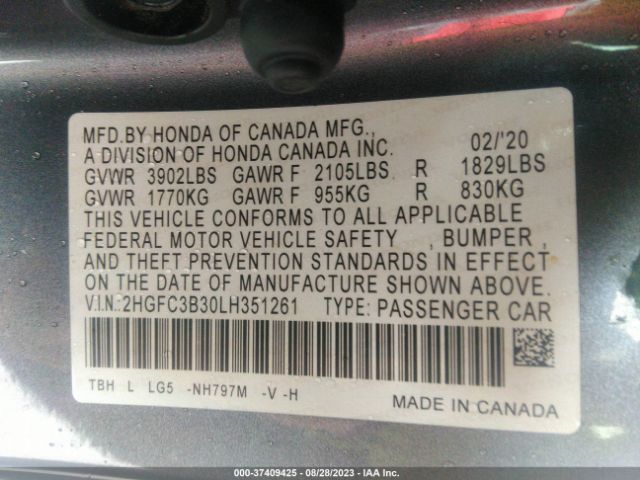 MFD.BY HONDA OF CANADA MFG.,
A DIVISION OF HONDA CANADA INC. 02/'20
GVWR 3902LBS GAWR F 2105LBS R 1829LBS
GVWR 1770KG GAWR F 955KG R 830KG
THIS VEHICLE CONFORMS TO ALL APPLICABLE
FEDERAL MOTOR VEHICLE SAFETY , BUMPER ,
AND THEFT PREVENTION STANDARDS IN EFFECT
ON THE DATE OF MANUFACTURE SHOWN ABOVE.
V.I.N.:2HGFC3B30LH351261 TYPE: PASSENGER CAR
TBH L LG5 -NH797M -V -H
MADE IN CANADA
000-37409425 | 08/28/2023 | IAA Inc.